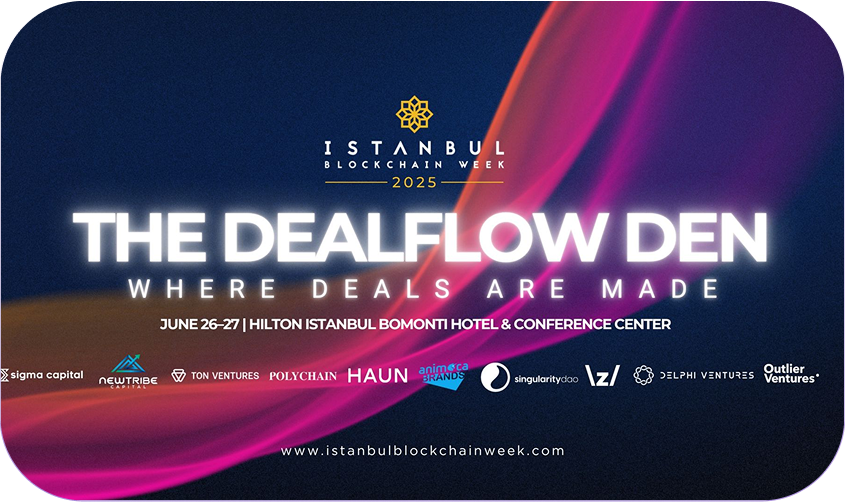 ISTANBUL
BLOCKCHAIN WEEK
2025
THE DEALFLOW DEN
WHERE DEALS ARE MADE
JUNE 26–27 | HILTON ISTANBUL BOMONTI HOTEL & CONFERENCE CENTER
sigma capital NEWTRIBE CAPITAL TON VENTURES POLYCHAIN HAUN animoca BRANDS singularitydao \z/ DELPHI VENTURES Outlier Ventures
www.istanbulblockchainweek.com